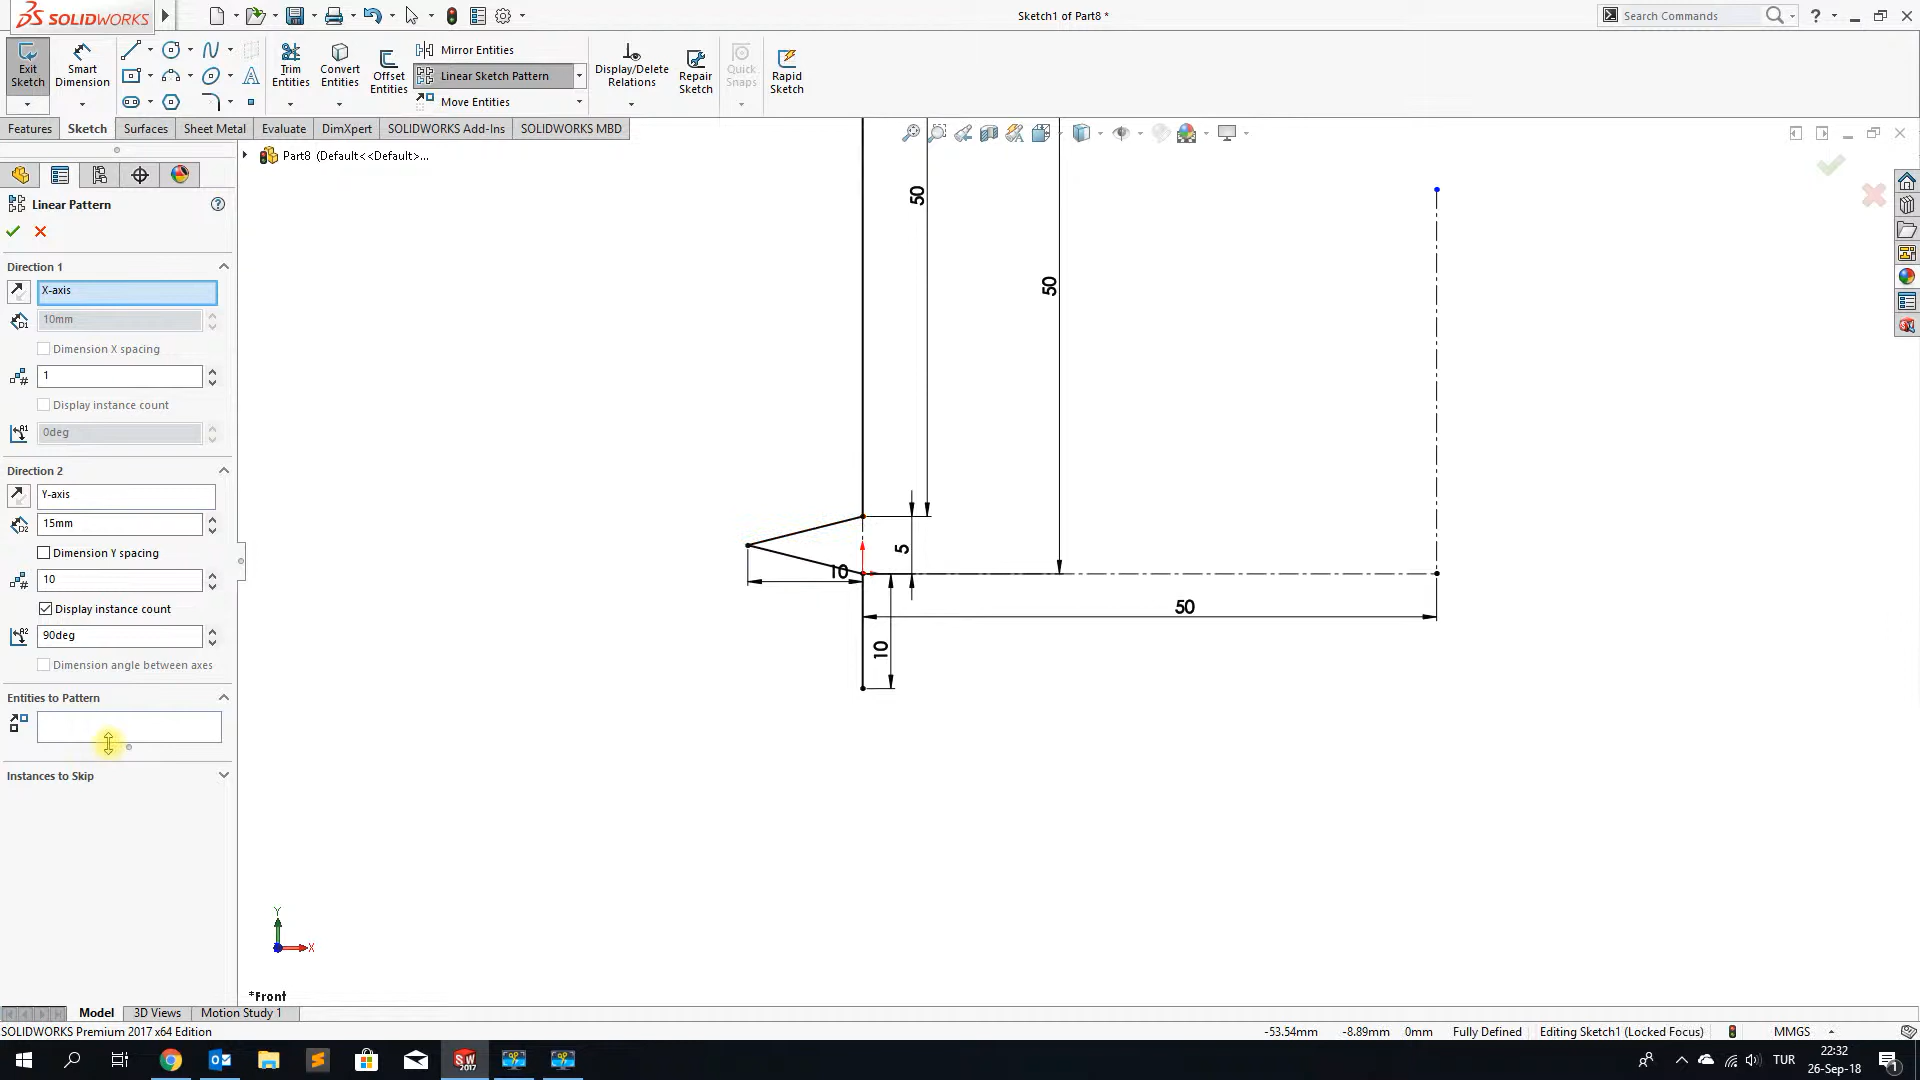 SOLIDWORKS
Sketch1 of Part8 *
Search Commands
Exit Sketch
Smart Dimension
Trim Entities
Convert Entities
Offset Entities
Mirror Entities
Linear Sketch Pattern
Move Entities
Display/Delete Relations
Repair Sketch
Quick Snaps
Rapid Sketch
Features
Sketch
Surfaces
Sheet Metal
Evaluate
DimXpert
SOLIDWORKS Add-Ins
SOLIDWORKS MBD
Part8 (Default<<Default>...
Linear Pattern
Direction 1
X-axis
10mm
Dimension X spacing
1
Display instance count
0deg
Direction 2
Y-axis
15mm
Dimension Y spacing
10
Display instance count
90deg
Dimension angle between axes
Entities to Pattern
Instances to Skip
50
50
5
10
50
10
Y
X
*Front
Model
3D Views
Motion Study 1
SOLIDWORKS Premium 2017 x64 Edition
-53.54mm
-8.89mm
0mm
Fully Defined
Editing Sketch1 (Locked Focus)
MMGS
SW
2017
TUR
22:32
26-Sep-18
1